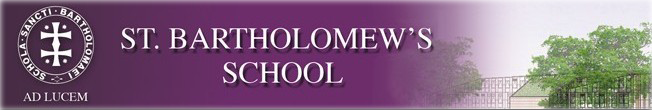 SCHOLA SANCTI BARTHOLOMAEI
ST. BARTHOLOMEW'S
SCHOOL
AD LUCEM